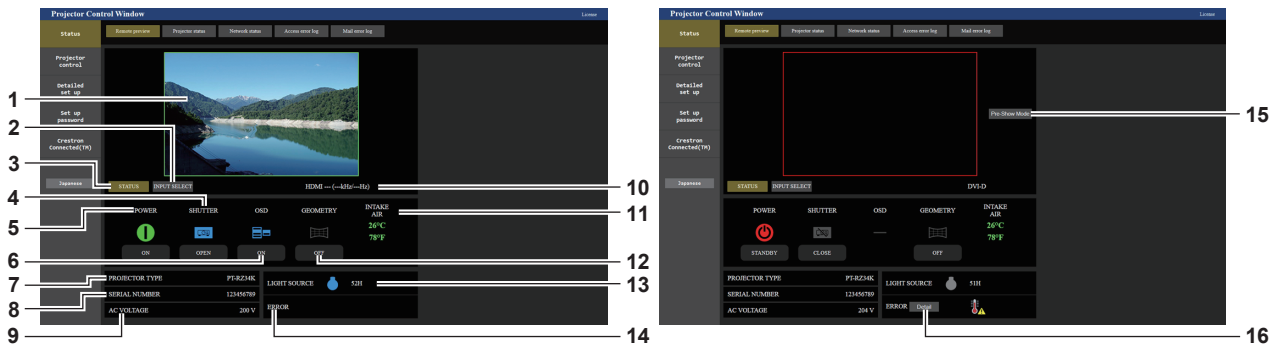 Projector Control Window
License
Status
Remote preview
Projector status
Network status
Access error log
Mail error log
Projector
control
Detailed
set up
Set up
password
Crestron
Connected(TM)
Japanese
STATUS
INPUT SELECT
HDMI --- (---kHz/---Hz)
POWER
SHUTTER
OSD
GEOMETRY
INTAKE
AIR
26°C
78°F
ON
OPEN
ON
OFF
PROJECTOR TYPE
PT-RZ34K
SERIAL NUMBER
123456789
AC VOLTAGE
200 V
LIGHT SOURCE
52H
ERROR
1
2
3
4
5
6
7
8
9
10
11
12
13
14
Projector Control Window
License
Status
Remote preview
Projector status
Network status
Access error log
Mail error log
Projector
control
Detailed
set up
Set up
password
Crestron
Connected(TM)
Japanese
Pre-Show Mode
STATUS
INPUT SELECT
DVI-D
POWER
SHUTTER
OSD
GEOMETRY
INTAKE
AIR
26°C
78°F
STANDBY
CLOSE
OFF
PROJECTOR TYPE
PT-RZ34K
SERIAL NUMBER
123456789
AC VOLTAGE
204 V
LIGHT SOURCE
51H
ERROR
Detail
15
16